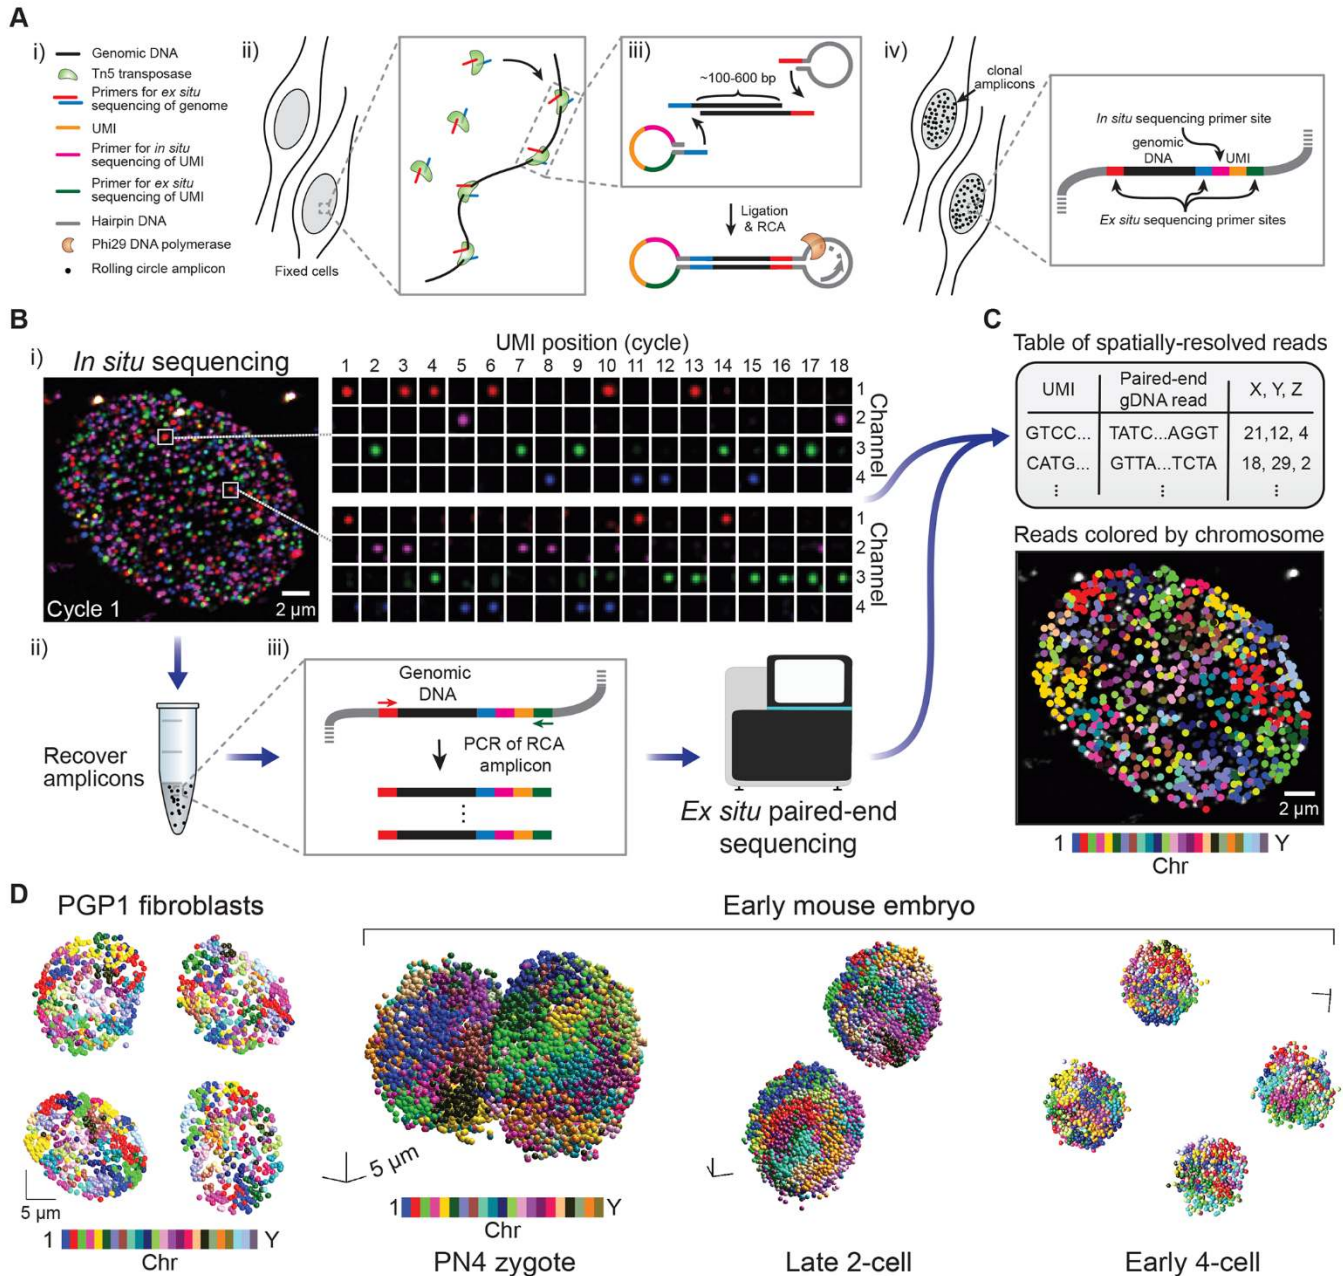 A
i)
Genomic DNA
Tn5 transposase
Primers for ex situ
sequencing of genome
UMI
Primer for in situ
sequencing of UMI
Primer for ex situ
sequencing of UMI
Hairpin DNA
Phi29 DNA polymerase
Rolling circle amplicon
ii)
Fixed cells
iii)
~100-600 bp
Ligation
& RCA
iv)
clonal
amplicons
In situ sequencing primer site
genomic
DNA
UMI
Ex situ sequencing primer sites
B
i)
In situ sequencing
Cycle 1
2 µm
UMI position (cycle)
1 2 3 4 5 6 7 8 9 10 11 12 13 14 15 16 17 18
1
2
3
4
Channel
1
2
3
4
Channel
ii)
Recover
amplicons
iii)
Genomic
DNA
PCR of RCA
amplicon
Ex situ paired-end
sequencing
C
Table of spatially-resolved reads
UMI Paired-end gDNA read X, Y, Z
GTCC... TATC...AGGT 21,12, 4
CATG... GTTA...TCTA 18, 29, 2
Reads colored by chromosome
2 µm
1 Y
Chr
D
PGP1 fibroblasts
5 µm
1 Y
Chr
Early mouse embryo
5 µm
1 Y
Chr
PN4 zygote
Late 2-cell
Early 4-cell